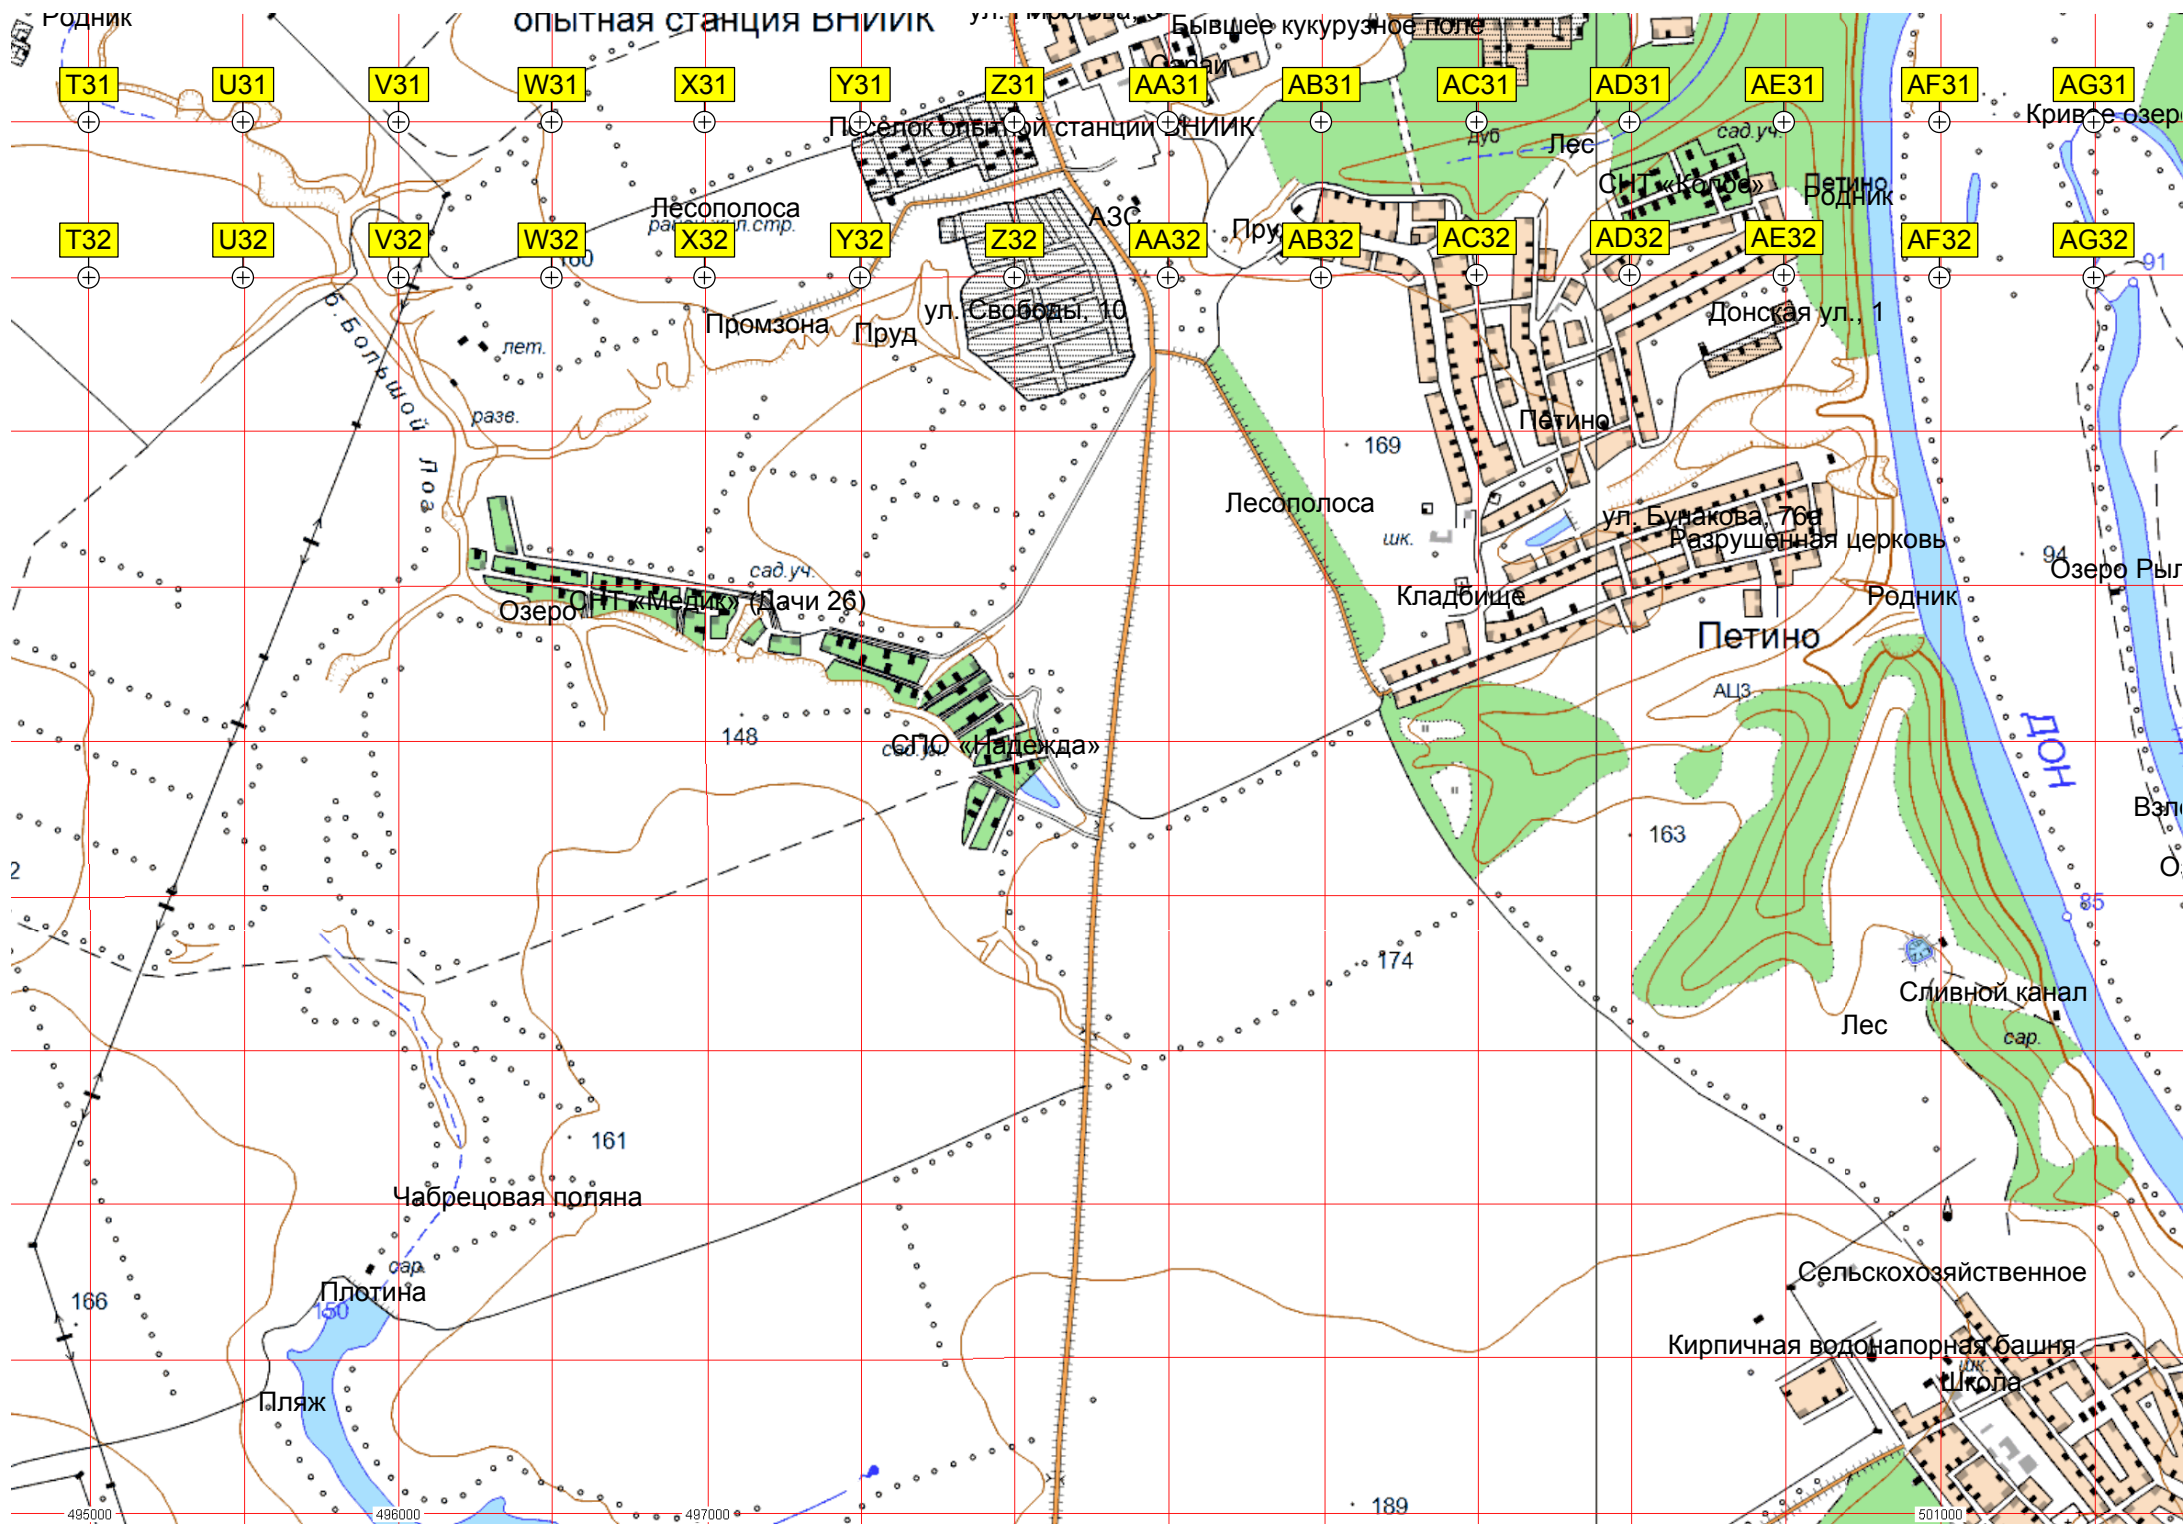 Родник
опытная станция ВНИИК
Бывшее кукурузное поле
Сараи
T31
U31
V31
W31
X31
Y31
Z31
AA31
AB31
AC31
AD31
AE31
AF31
AG31
Поселок опытной станции ВНИИК
дуб
Лес
сад.уч.
СНТ «Колос»
Петино
Родник
Лесополоса
АЗС
T32
U32
V32
W32
X32
Y32
Z32
AA32
AB32
AC32
AD32
AE32
AF32
AG32
160
91
б. Большой Лог
Промзона
Пруд
ул. Свободы, 10
Донская ул., 1
лет.
разв.
Петино
169
Лесополоса
шк.
ул. Бунакова, 76а
Разрушенная церковь
94
сад.уч.
Озеро
СНТ «Медик» (Дачи 26)
Кладбище
Родник
Петино
АЦЗ
148
сад.уч.
СПО «Надежда»
ДОН
163
85
174
Сливной канал
Лес
сар.
161
Чабрецовая поляна
сар.
Плотина
150
166
Сельскохозяйственное
Кирпичная водонапорная башня
шк.
Школа
Пляж
189
495000
496000
497000
501000